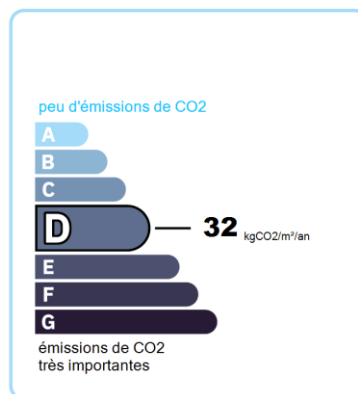 peu d'émissions de CO2
A
B
C
D 32 kgCO2/m²/an
E
F
G
émissions de CO2
très importantes